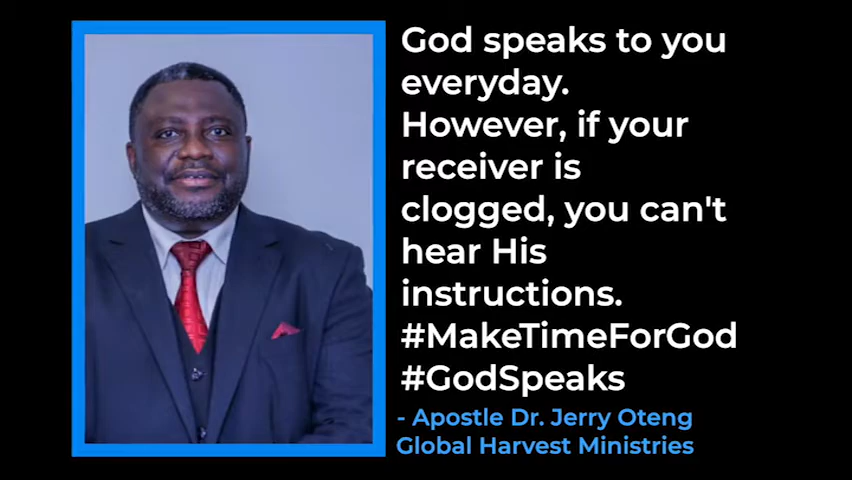 God speaks to you
everyday.
However, if your
receiver is
clogged, you can't
hear His
instructions.
#MakeTimeForGod
#GodSpeaks
- Apostle Dr. Jerry Oteng
Global Harvest Ministries